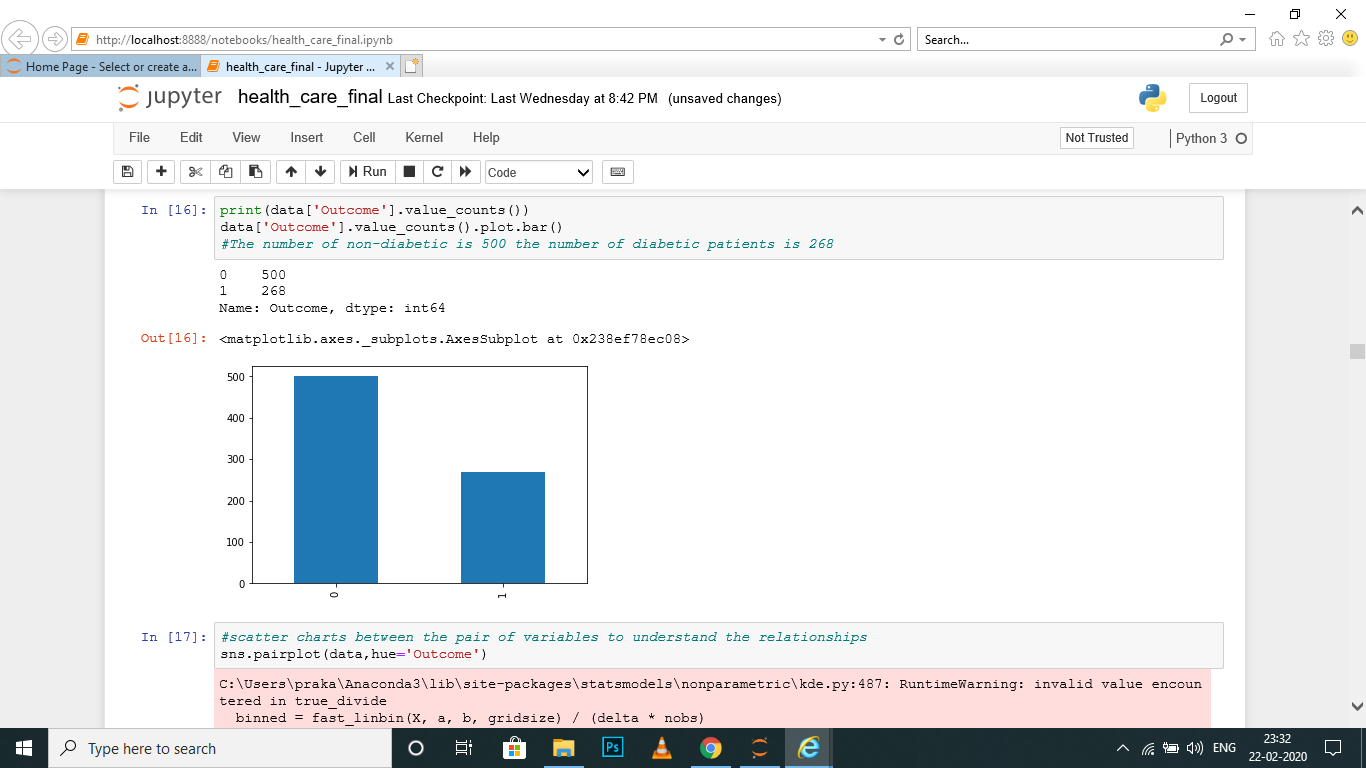 http://localhost:8888/notebooks/health_care_final.ipynb
Search...
Home Page - Select or create a...
health_care_final - Jupyter ...
jupyter health_care_final Last Checkpoint: Last Wednesday at 8:42 PM (unsaved changes)
Logout
File Edit View Insert Cell Kernel Help
Not Trusted
Python 3
Run
Code
In [16]: print(data['Outcome'].value_counts())
data['Outcome'].value_counts().plot.bar()
#The number of non-diabetic is 500 the number of diabetic patients is 268
0 500
1 268
Name: Outcome, dtype: int64
Out[16]: <matplotlib.axes._subplots.AxesSubplot at 0x238ef78ec08>
500
400
300
200
100
0
0 1
In [17]: #scatter charts between the pair of variables to understand the relationships
sns.pairplot(data,hue='Outcome')
C:\Users\praka\Anaconda3\lib\site-packages\statsmodels\nonparametric\kde.py:487: RuntimeWarning: invalid value encoun
tered in true_divide
binned = fast_linbin(X, a, b, gridsize) / (delta * nobs)
Type here to search
Ps
ENG
23:32
22-02-2020